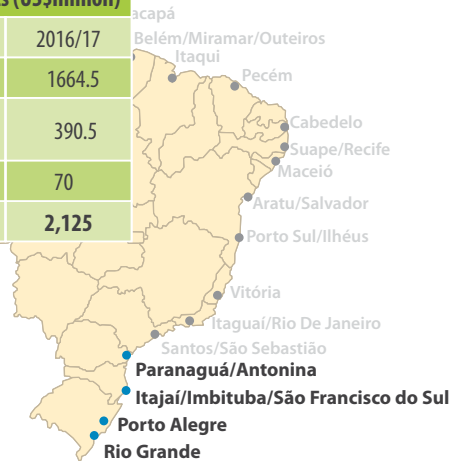 (US$million)
2016/17
1664.5
390.5
70
2,125
Belém/Miramar/Outeiros
Itaqui
Pecém
Cabedelo
Suape/Recife
Maceió
Aratu/Salvador
Porto Sul/Ilhéus
Vitória
Itaguaí/Rio De Janeiro
Santos/São Sebastião
Paranaguá/Antonina
Itajaí/Imbituba/São Francisco do Sul
Porto Alegre
Rio Grande